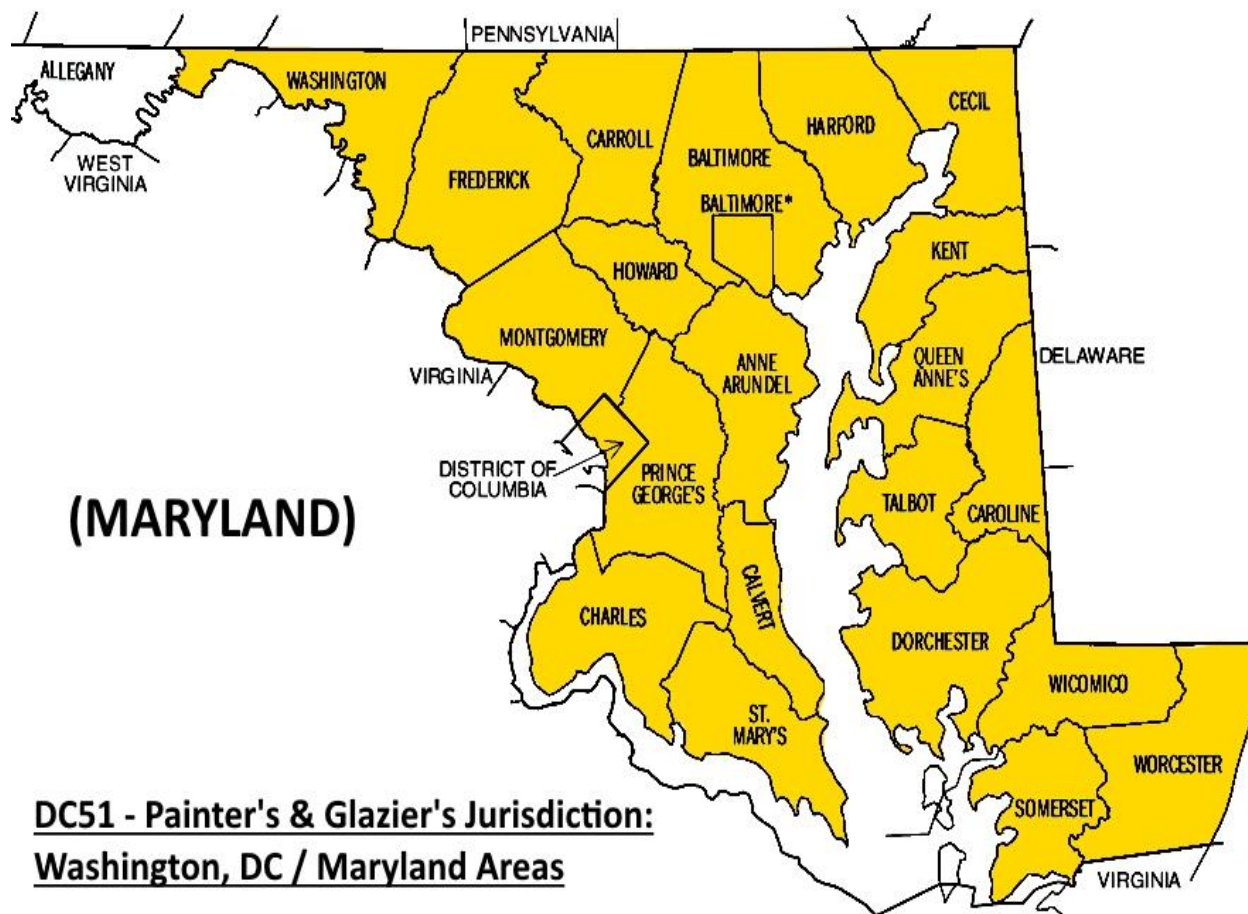 PENNSYLVANIA
ALLEGANY
WASHINGTON
CECIL
HARFORD
CARROLL
BALTIMORE
WEST
VIRGINIA
FREDERICK
BALTIMORE*
KENT
HOWARD
MONTGOMERY
QUEEN
ANNE'S
DELAWARE
ANNE
ARUNDEL
VIRGINIA
DISTRICT OF
COLUMBIA
PRINCE
GEORGE'S
TALBOT
CAROLINE
(MARYLAND)
CALVERT
CHARLES
DORCHESTER
WICOMICO
ST.
MARY'S
WORCESTER
SOMERSET
DC51 - Painter's & Glazier's Jurisdiction:
Washington, DC / Maryland Areas
VIRGINIA